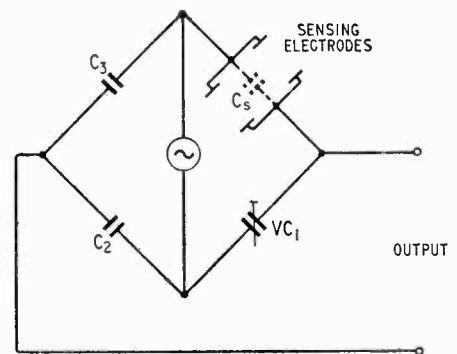 SENSING
ELECTRODES
C3
Cs
C2
VC1
OUTPUT